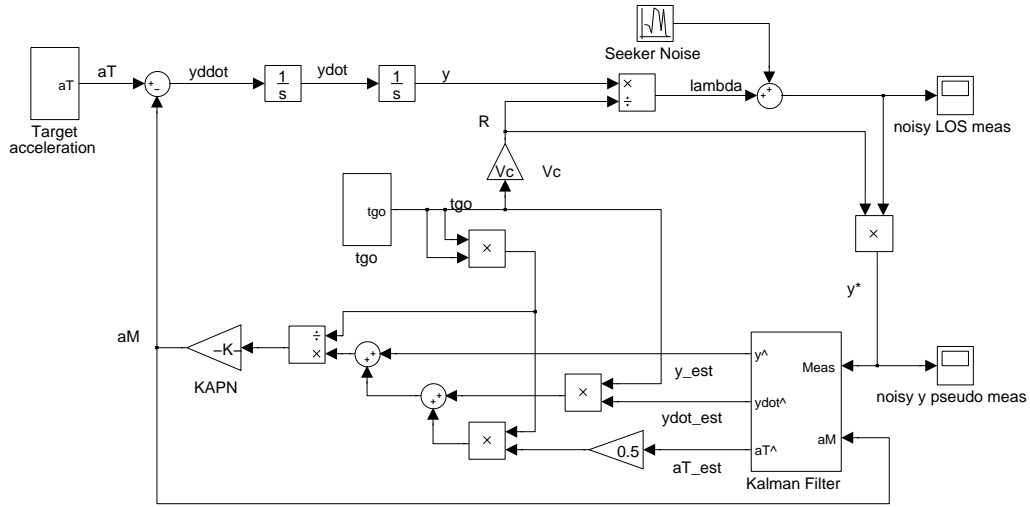 Seeker Noise
aT
aT
yddot
1
s
ydot
1
s
y
×
÷
lambda
noisy LOS meas
Target
acceleration
R
Vc
Vc
tgo
tgo
tgo
×
×
y*
aM
–K–
KAPN
÷
×
y^
y_est
Meas
noisy y pseudo meas
×
ydot^
ydot_est
×
0.5
aT^
aT_est
aM
Kalman Filter